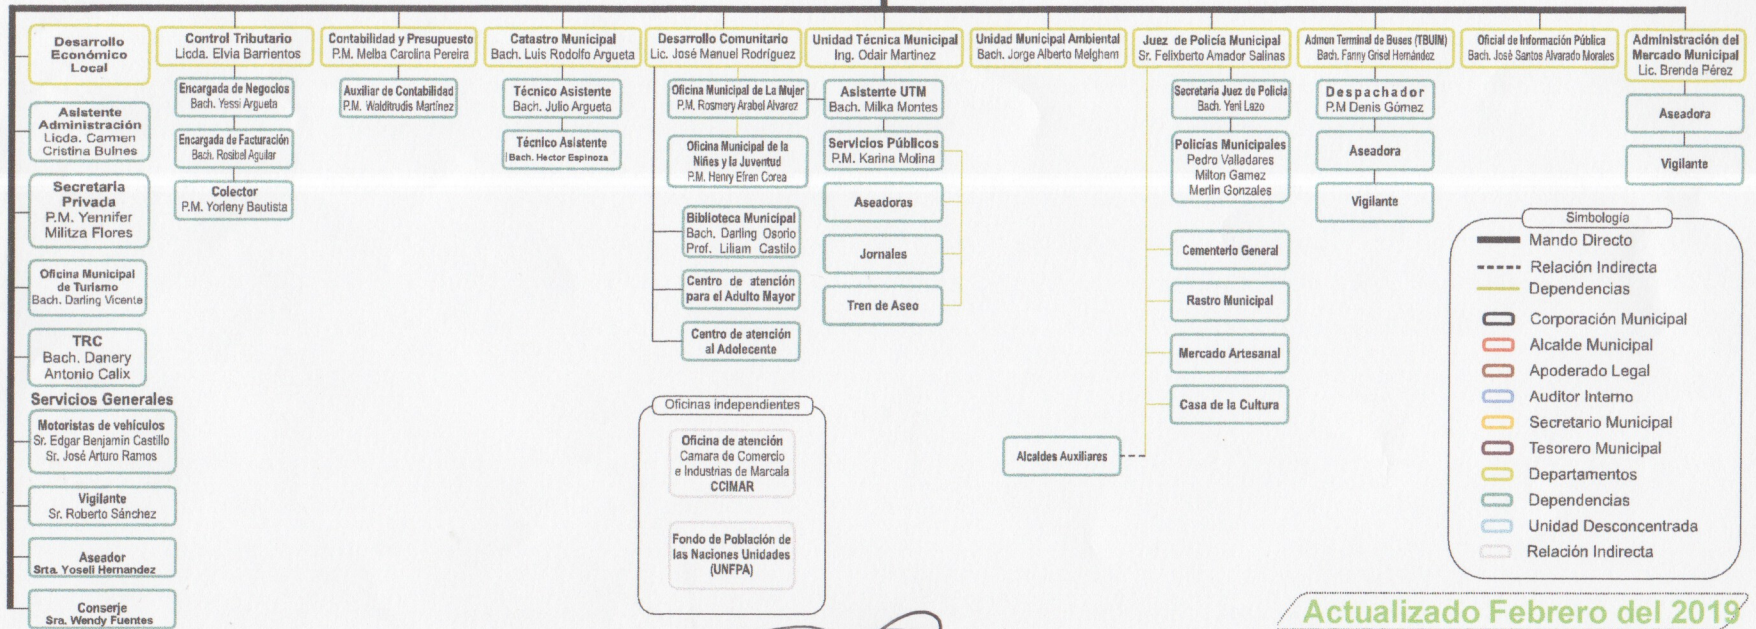 Desarrollo
Económico
Local
Asistente
Administración
Licda. Carmen
Cristina Bulnes
Secretaria
Privada
P.M. Yennifer
Militza Flores
Oficina Municipal
de Turismo
Bach. Darling Vicente
TRC
Bach. Danery
Antonio Calix
Servicios Generales
Motoristas de vehículos
Sr. Edgar Benjamín Castillo
Sr. José Arturo Ramos
Vigilante
Sr. Roberto Sánchez
Aseador
Srta. Yoseli Hernandez
Conserje
Sra. Wendy Fuentes
Control Tributario
Licda. Elvia Barrientos
Encargada de Negocios
Bach. Yessi Argueta
Encargada de Facturación
Bach. Rosibel Aguilar
Colector
P.M. Yorleny Bautista
Contabilidad y Presupuesto
P.M. Melba Carolina Pereira
Auxiliar de Contabilidad
P.M. Walditrudis Martínez
Catastro Municipal
Bach. Luis Rodolfo Argueta
Técnico Asistente
Bach. Julio Argueta
Técnico Asistente
Bach. Hector Espinoza
Desarrollo Comunitario
Lic. José Manuel Rodríguez
Oficina Municipal de La Mujer
P.M. Rosmery Arabel Alvarez
Oficina Municipal de la
Niñes y la Juventud
P.M. Henry Efren Corea
Biblioteca Municipal
Bach. Darling Osorio
Prof. Liliam Castilo
Centro de atención
para el Adulto Mayor
Centro de atención
al Adolecente
Oficinas independientes
Oficina de atención
Camara de Comercio
e Industrias de Marcala
CCIMAR
Fondo de Población de
las Naciones Unidades
(UNFPA)
Unidad Técnica Municipal
Ing. Odair Martinez
Asistente UTM
Bach. Milka Montes
Servicios Públicos
P.M. Karina Molina
Aseadoras
Jornales
Tren de Aseo
Unidad Municipal Ambiental
Bach. Jorge Alberto Melgham
Alcaldes Auxiliares
Juez de Policía Municipal
Sr. Felixberto Amador Salinas
Secretaria Juez de Policia
Bach. Yeni Lazo
Policías Municipales
Pedro Valladares
Milton Gamez
Merlin Gonzales
Cementerio General
Rastro Municipal
Mercado Artesanal
Casa de la Cultura
Admon Terminal de Buses (TBUIM)
Bach. Fanny Grisel Hernández
Despachador
P.M Denis Gómez
Aseadora
Vigilante
Oficial de Información Pública
Bach. José Santos Alvarado Morales
Administración del
Mercado Municipal
Lic. Brenda Pérez
Aseadora
Vigilante
Simbología
Mando Directo
Relación Indirecta
Dependencias
Corporación Municipal
Alcalde Municipal
Apoderado Legal
Auditor Interno
Secretario Municipal
Tesorero Municipal
Departamentos
Dependencias
Unidad Desconcentrada
Relación Indirecta
Actualizado Febrero del 2019